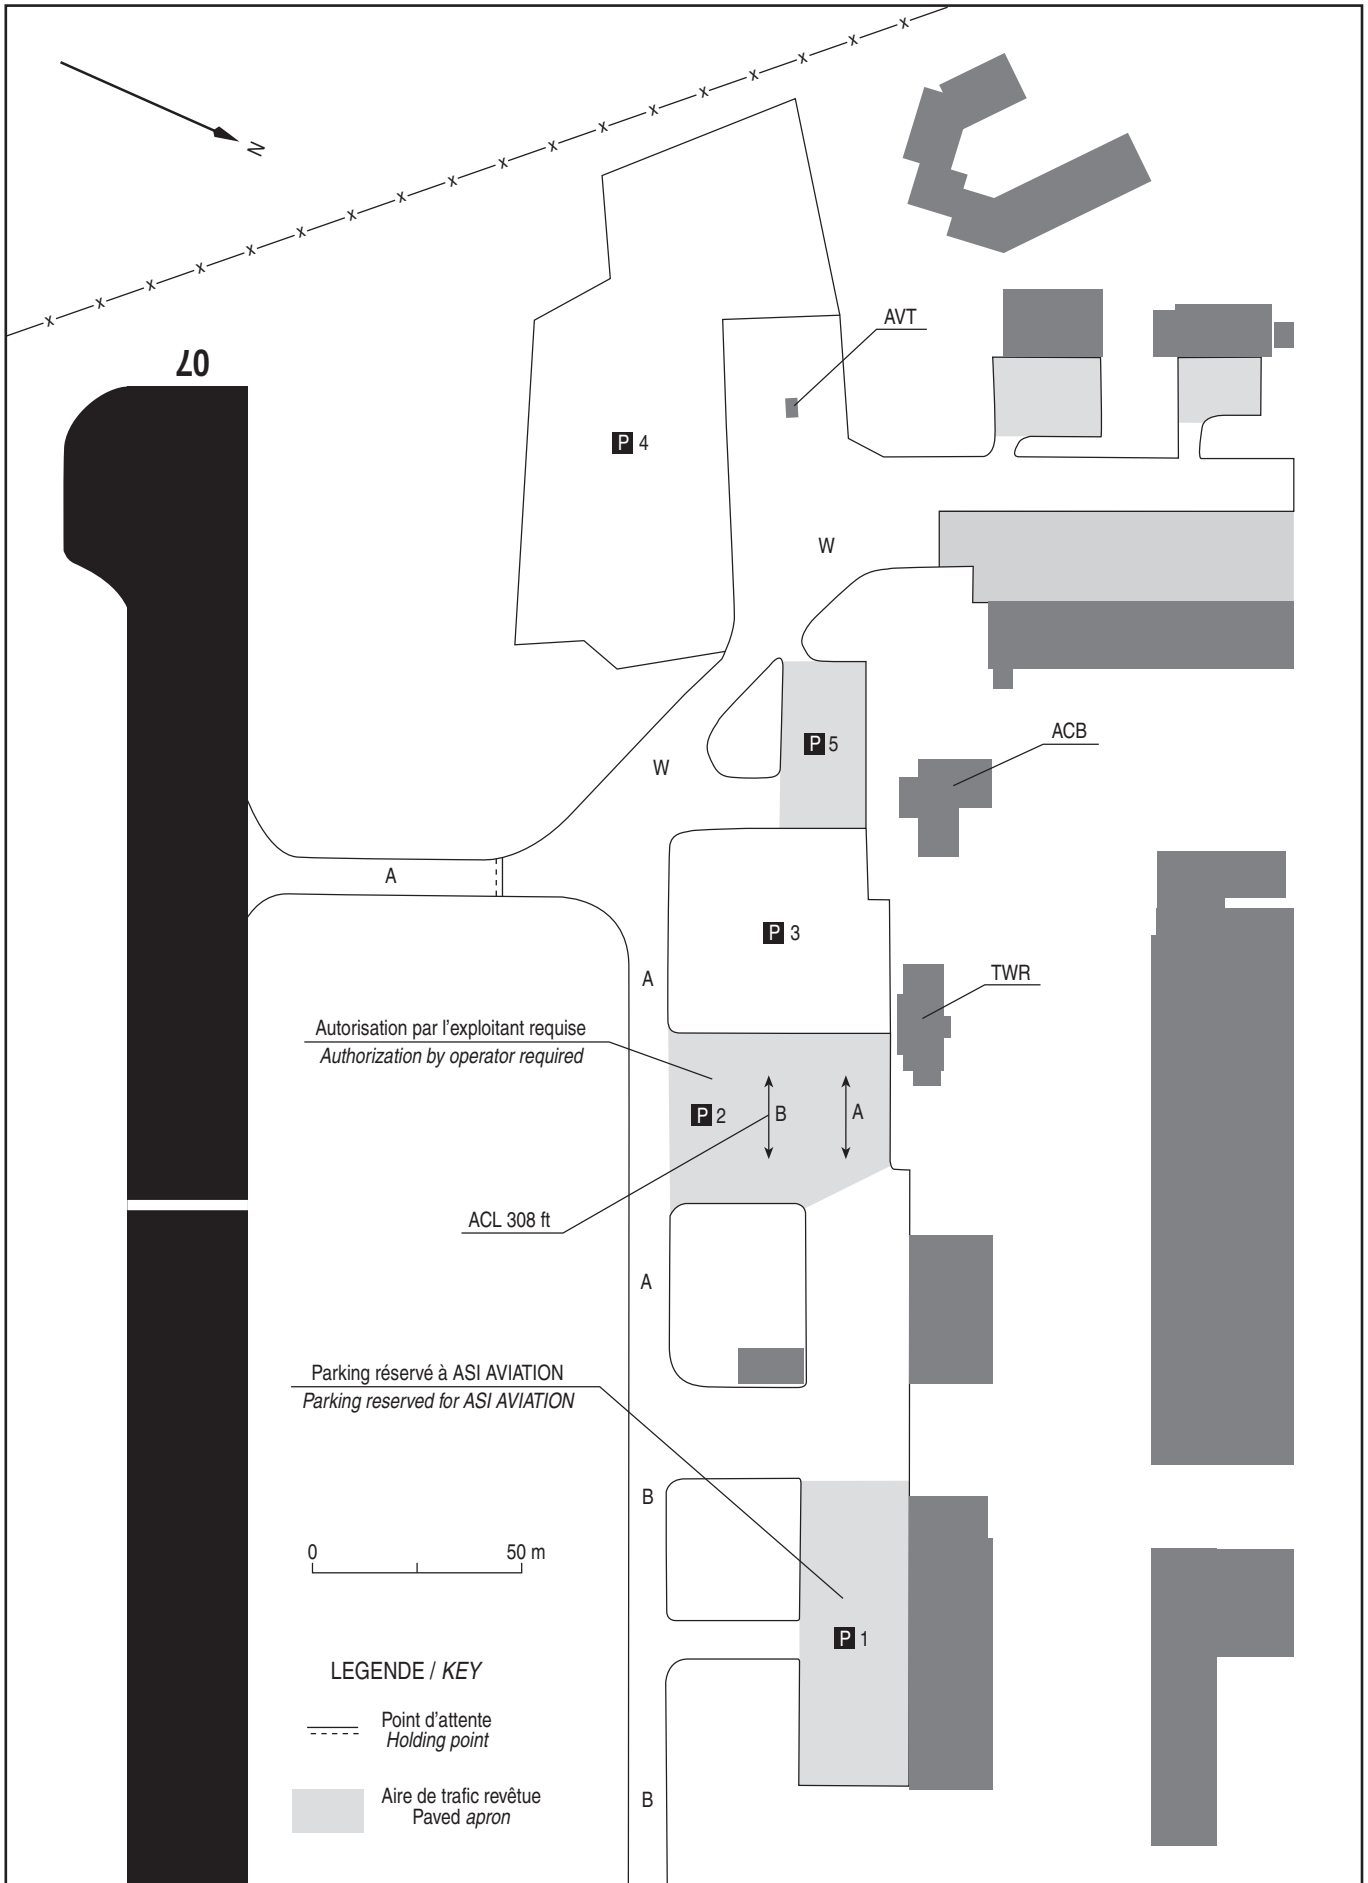 N
07
AVT
P 4
W
ACB
P 5
W
A
P 3
TWR
A
Autorisation par l'exploitant requise
Authorization by operator required
P 2
B
A
ACL 308 ft
A
Parking réservé à ASI AVIATION
Parking reserved for ASI AVIATION
B
0 50 m
P 1
LEGENDE / KEY
Point d'attente
Holding point
Aire de trafic revêtue
Paved apron
B